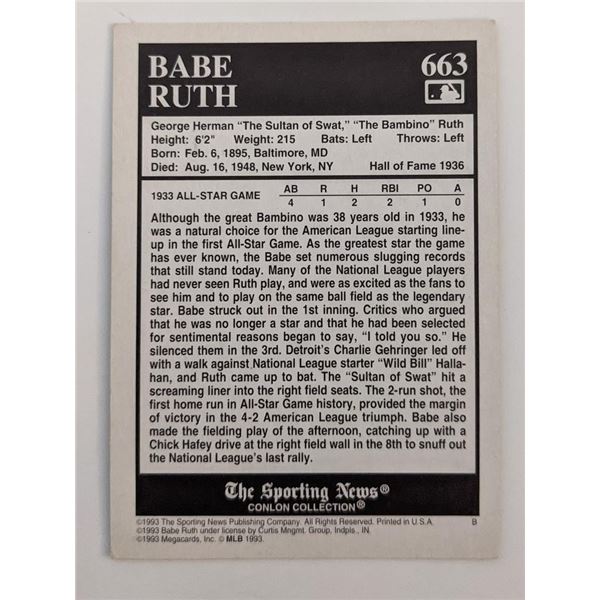 BABE
RUTH
663
George Herman "The Sultan of Swat," "The Bambino" Ruth
Height: 6'2" Weight: 215 Bats: Left Throws: Left
Born: Feb. 6, 1895, Baltimore, MD
Died: Aug. 16, 1948, New York, NY Hall of Fame 1936
AB R H RBI PO A
1933 ALL-STAR GAME 4 1 2 2 1 0
Although the great Bambino was 38 years old in 1933, he
was a natural choice for the American League starting line-
up in the first All-Star Game. As the greatest star the game
has ever known, the Babe set numerous slugging records
that still stand today. Many of the National League players
had never seen Ruth play, and were as excited as the fans to
see him and to play on the same ball field as the legendary
star. Babe struck out in the 1st inning. Critics who argued
that he was no longer a star and that he had been selected
for sentimental reasons began to say, "I told you so." He
silenced them in the 3rd. Detroit's Charlie Gehringer led off
with a walk against National League starter "Wild Bill" Halla-
han, and Ruth came up to bat. The "Sultan of Swat" hit a
screaming liner into the right field seats. The 2-run shot, the
first home run in All-Star Game history, provided the margin
of victory in the 4-2 American League triumph. Babe also
made the fielding play of the afternoon, catching up with a
Chick Hafey drive at the right field wall in the 8th to snuff out
the National League's last rally.
The Sporting News®
CONLON COLLECTION®
©1993 The Sporting News Publishing Company. All Rights Reserved. Printed in U.S.A. B
©1993 Babe Ruth under license by Curtis Mngmt. Group, Indpls., IN.
©1993 Megacards, Inc. © MLB 1993.